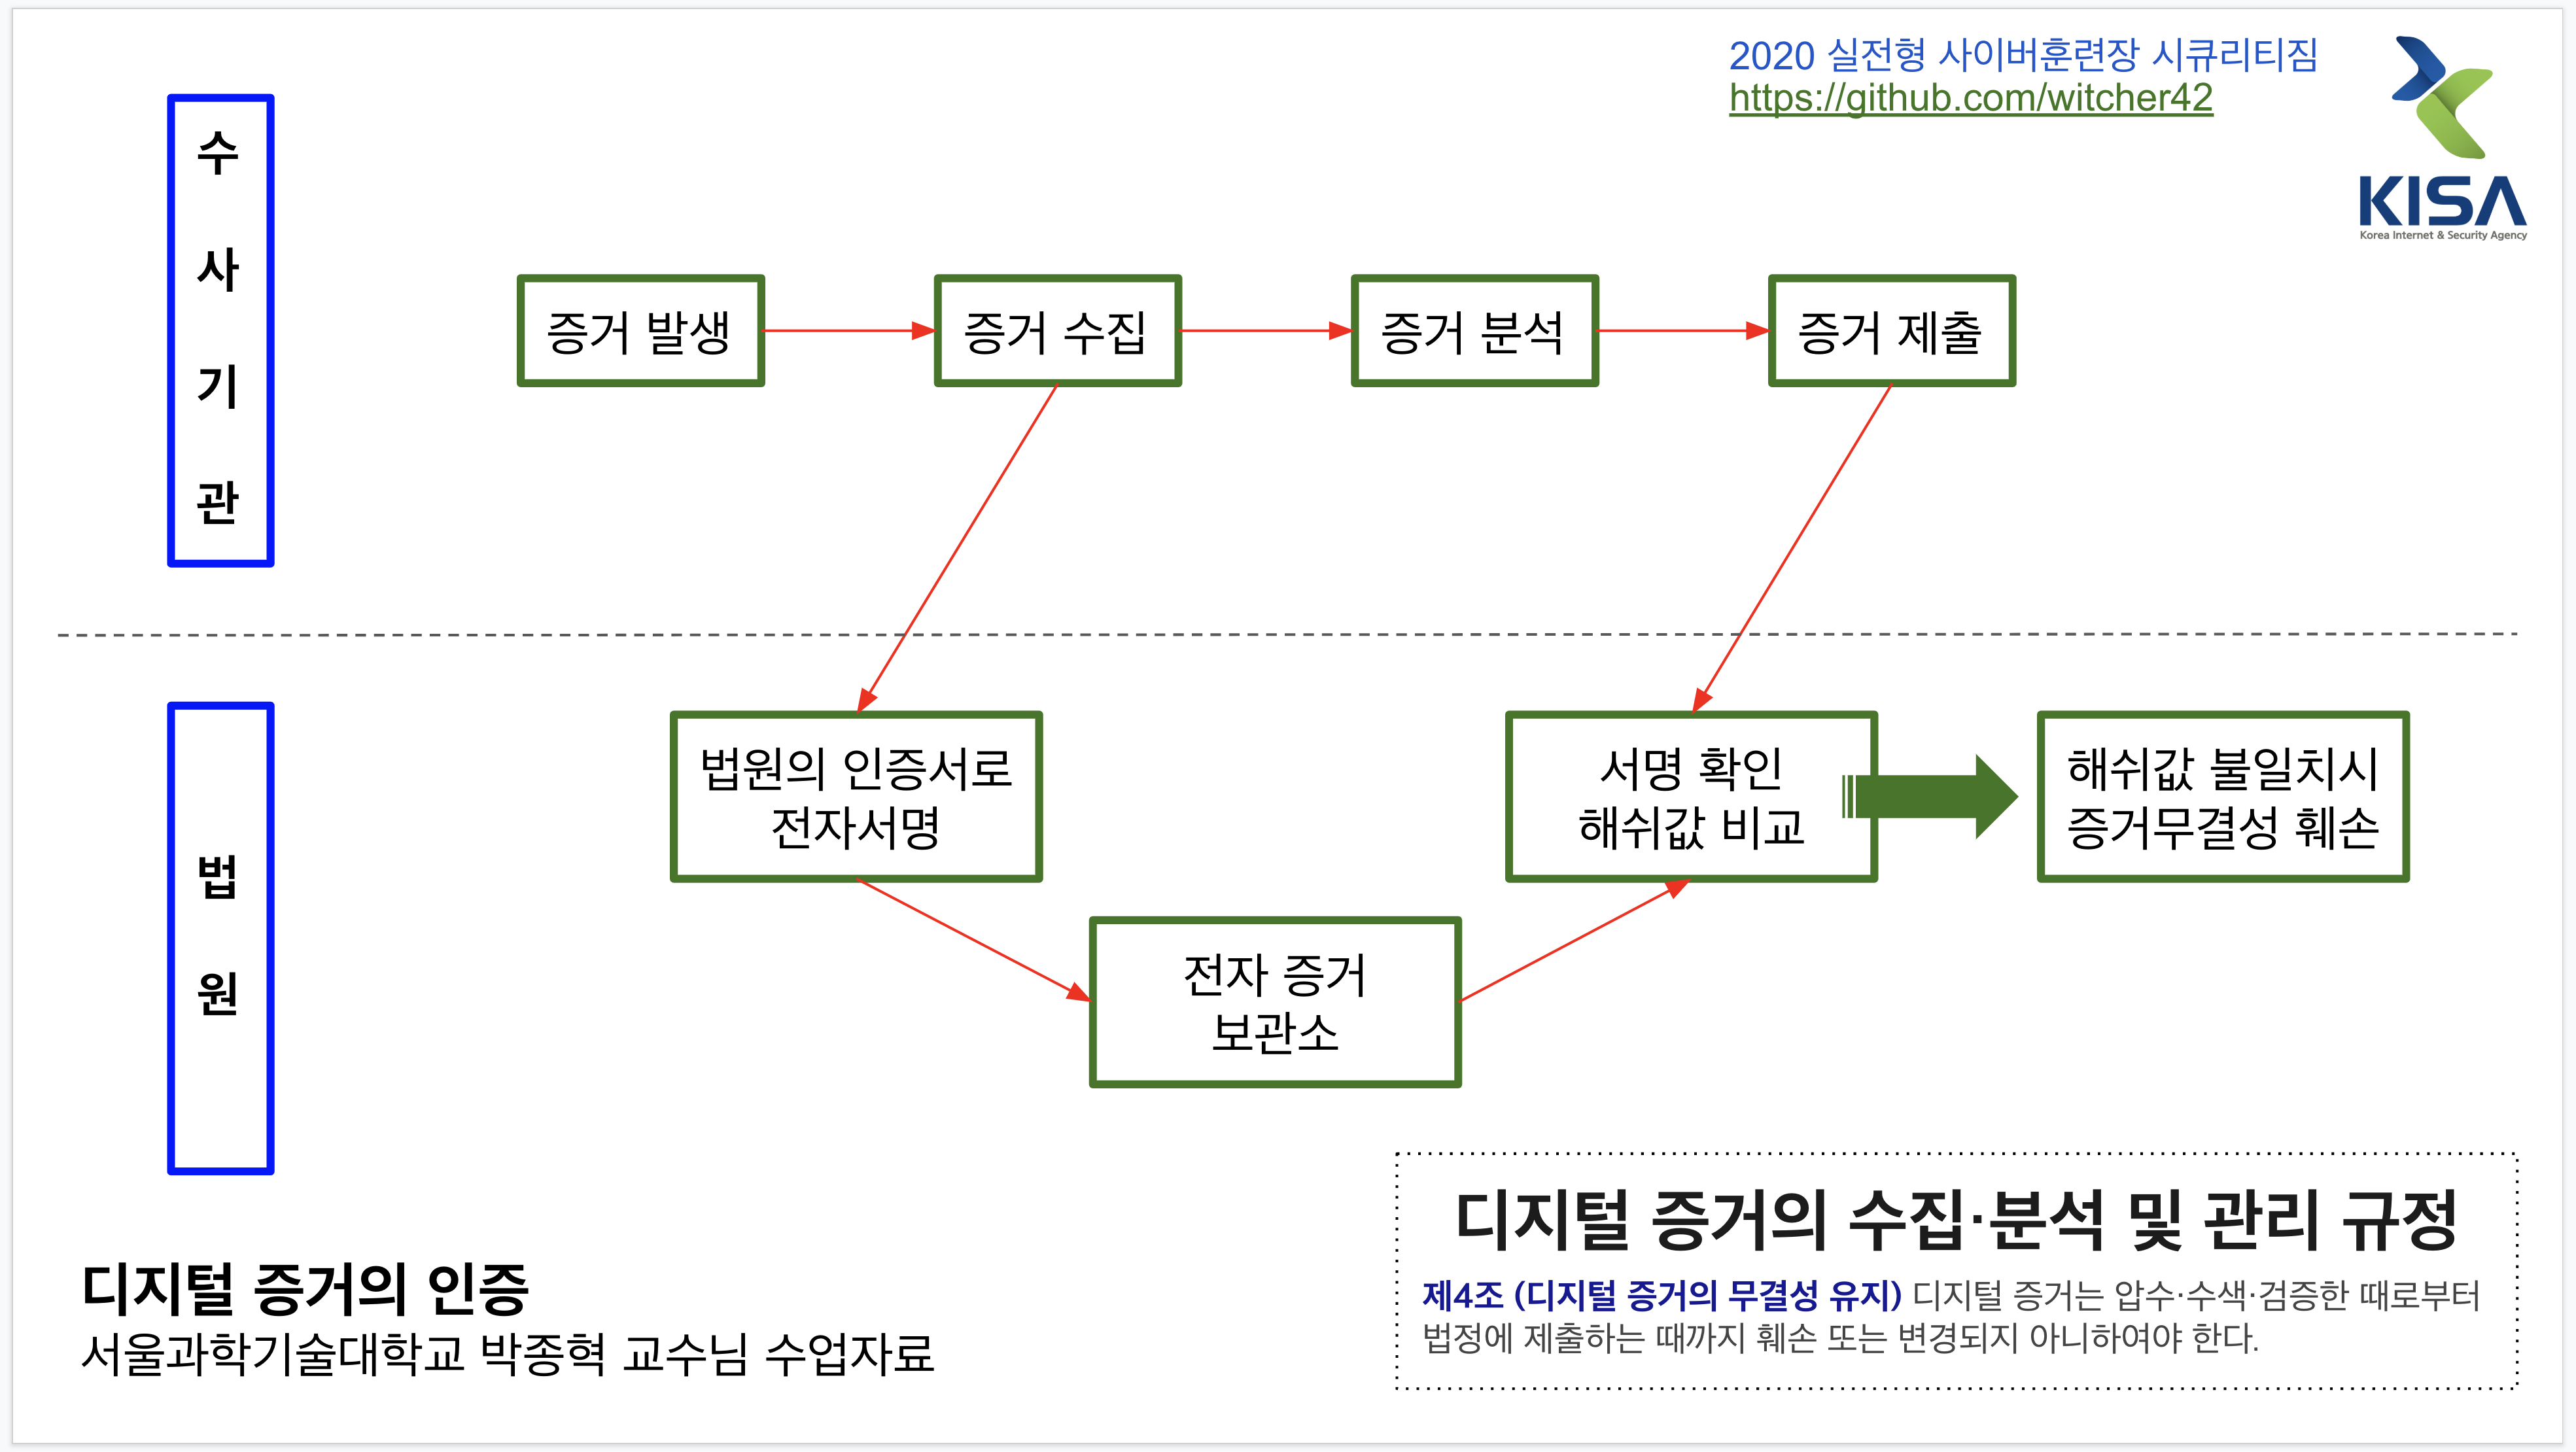 2020 실전형 사이버훈련장 시큐리티짐
https://github.com/witcher42
KISA
Korea Internet & Security Agency
수
사
기
관
증거 발생
증거 수집
증거 분석
증거 제출
법
원
법원의 인증서로
전자서명
서명 확인
해쉬값 비교
해쉬값 불일치시
증거무결성 훼손
전자 증거
보관소
디지털 증거의 인증
서울과학기술대학교 박종혁 교수님 수업자료
디지털 증거의 수집·분석 및 관리 규정
제4조 (디지털 증거의 무결성 유지) 디지털 증거는 압수·수색·검증한 때로부터
법정에 제출하는 때까지 훼손 또는 변경되지 아니하여야 한다.